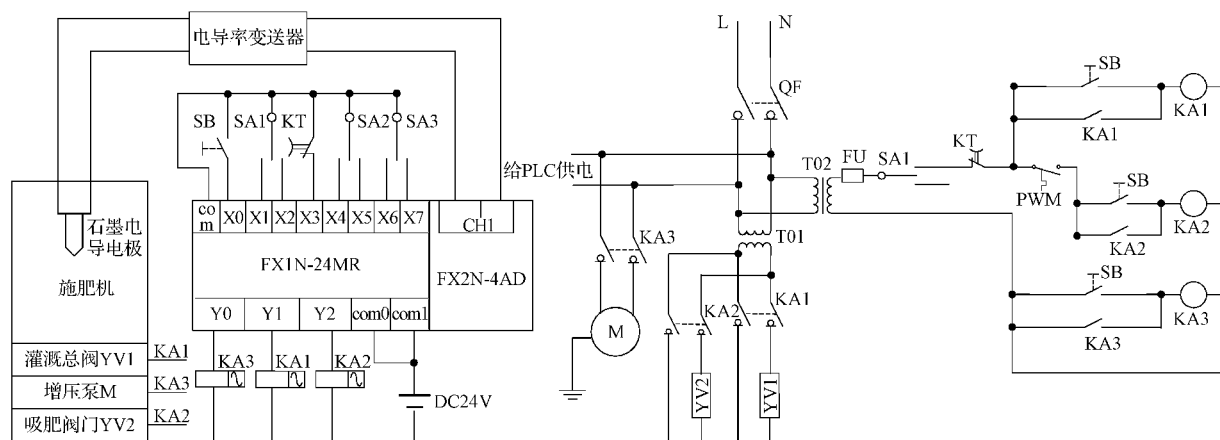 电导率变送器
SB
SA1
KT
SA2
SA3
com
X0
X1
X2
X3
X4
X5
X6
X7
CH1
石墨电
导电极
FX1N-24MR
FX2N-4AD
施肥机
Y0
Y1
Y2
com0
com1
灌溉总阀YV1
KA1
增压泵M
KA3
吸肥阀门YV2
KA2
KA3
KA1
KA2
DC24V
L
N
QF
给PLC供电
T02
FU
SA1
KT
SB
KA1
KA1
PWM
SB
KA2
KA2
SB
KA3
KA3
T01
KA3
M
KA2
KA1
YV2
YV1